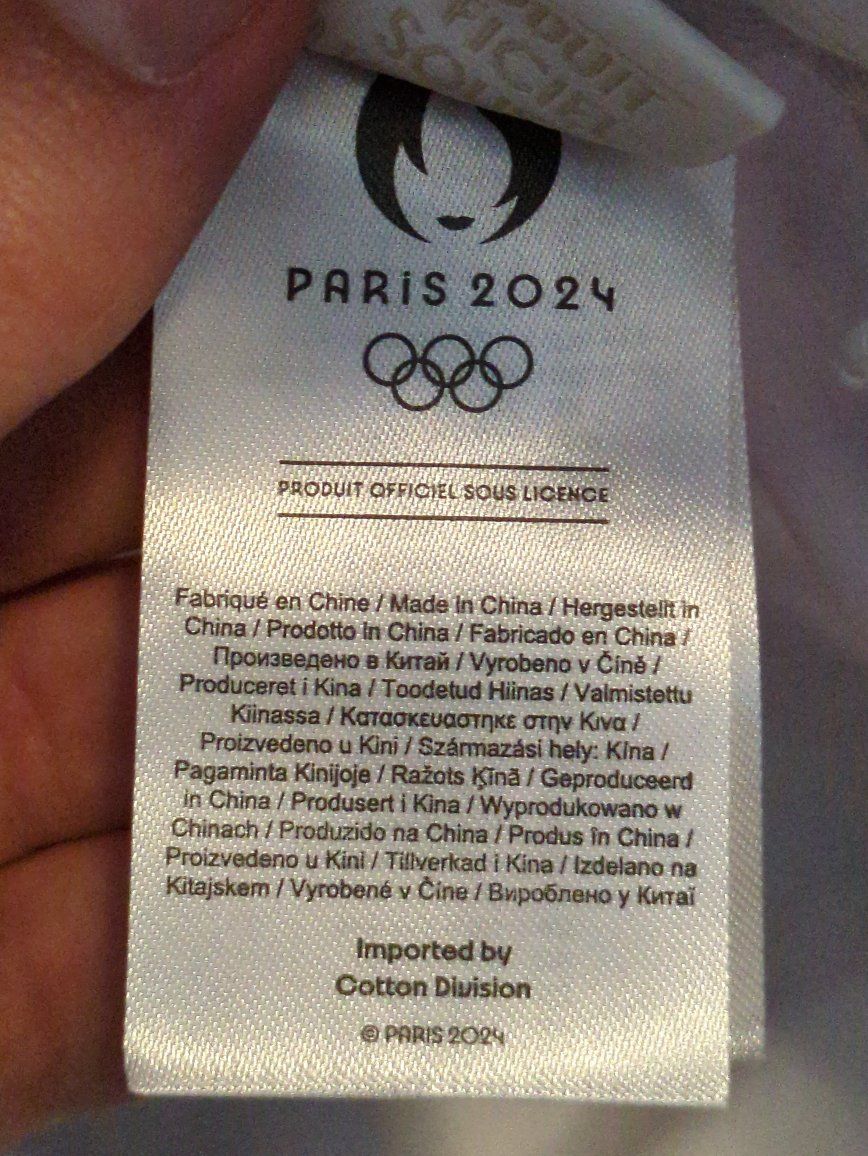 FICIEL
PARIS 2024
PRODUIT OFFICIEL SOUS LICENCE
Fabriqué en Chine / Made in China / Hergestellt in
China / Prodotto in China / Fabricado en China /
Произведено в Китай / Vyrobeno v Číně /
Produceret i Kina / Toodetud Hiinas / Valmistettu
Kiinassa / Κατασκευαστηκε στην Κινα /
Proizvedeno u Kini / Származási hely: Kína /
Pagaminta Kinijoje / Ražots Ķīnā / Geproduceerd
in China / Produsert i Kina / Wyprodukowano w
Chinach / Produzido na China / Produs în China /
Proizvedeno u Kini / Tillverkad i Kina / Izdelano na
Kitajskem / Vyrobené v Číne / Вироблено у Китаї
Imported by
Cotton Division
© PARIS 2024